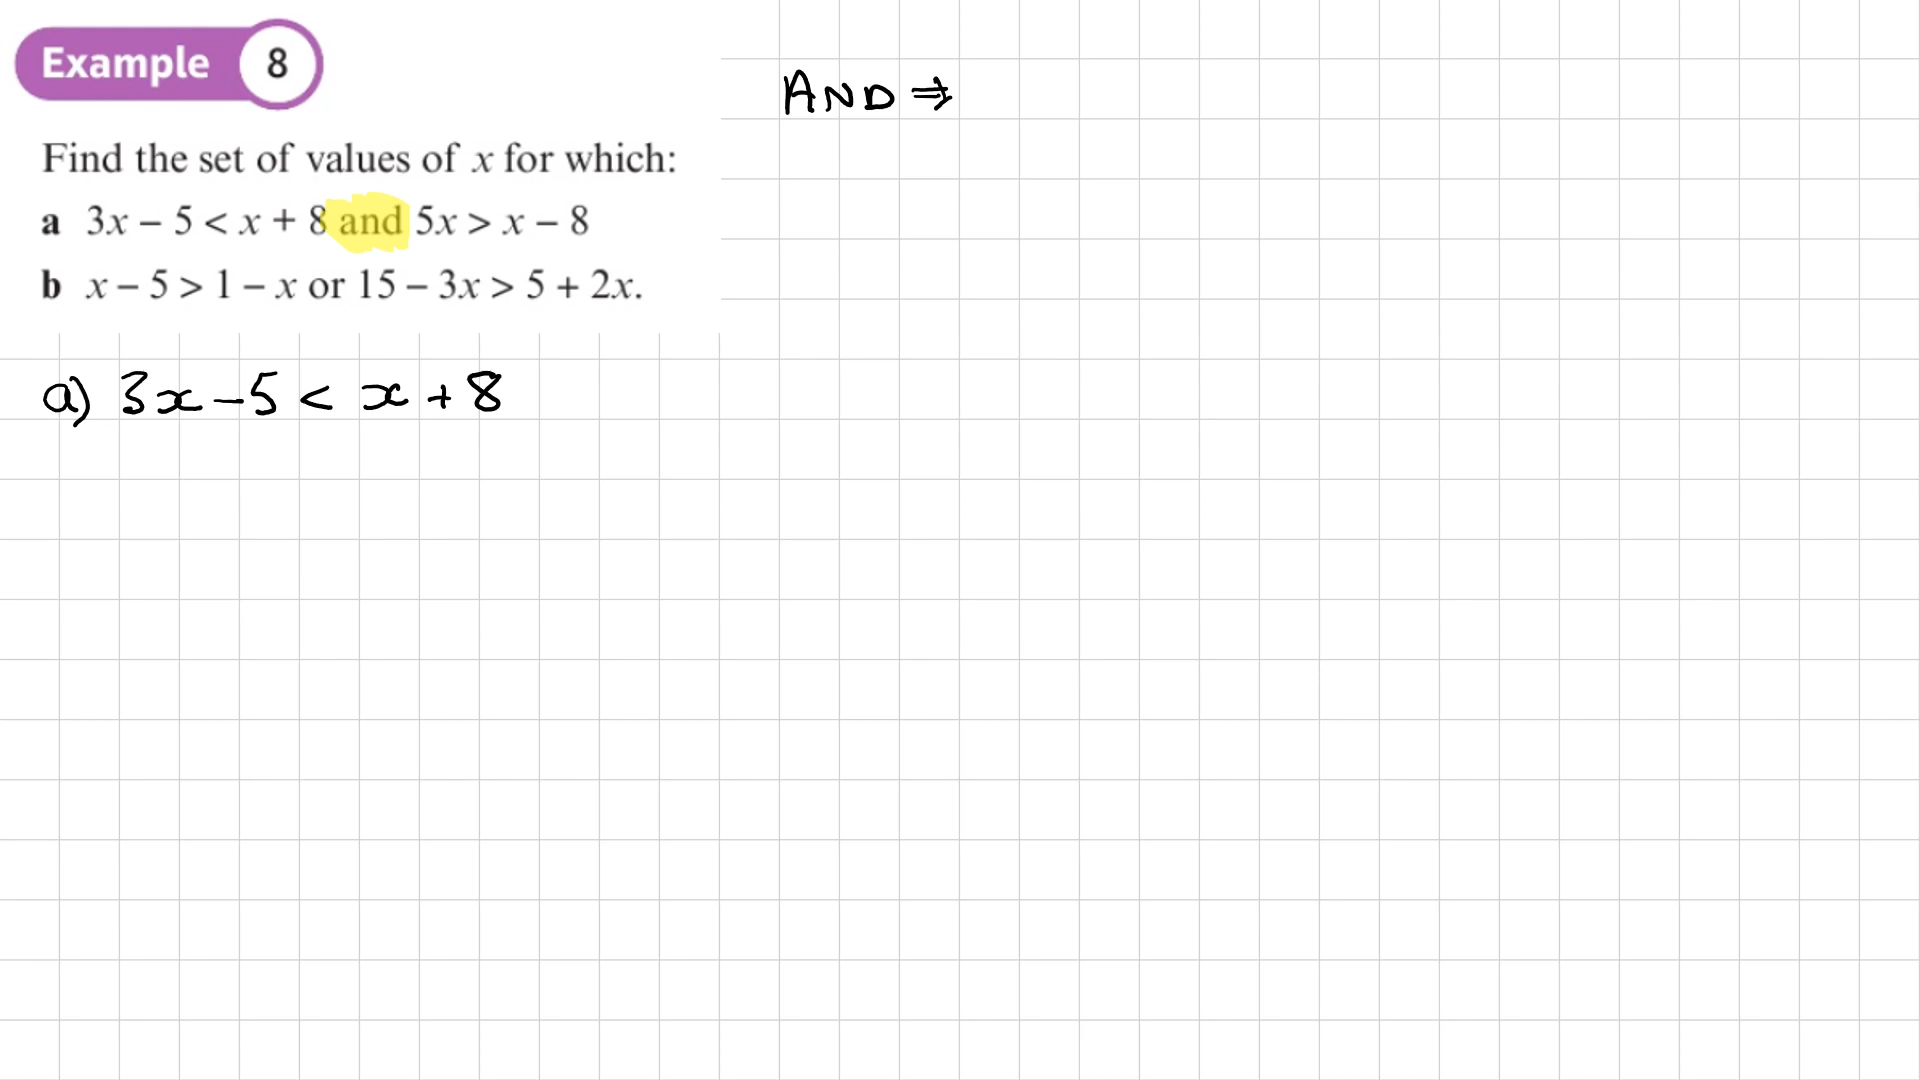 Example 8
Find the set of values of x for which:
a 3x – 5 < x + 8 and 5x > x – 8
b x – 5 > 1 – x or 15 – 3x > 5 + 2x.
AND ⇒
a) 3x – 5 < x + 8